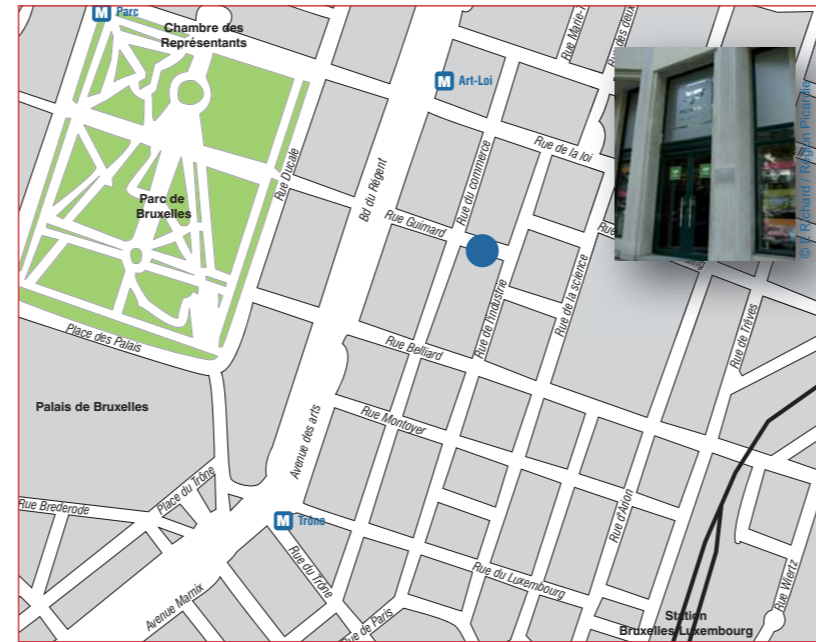 M Parc
Chambre des
Représentants
Rue Marie-
Rue des deux
M Art-Loi
Rue de la loi
Rue Ducale
Bd du Régent
Rue du commerce
Parc de
Bruxelles
Rue Guimard
Rue de la science
Rue de l'industrie
Place des Palais
Rue Belliard
Rue de Trèves
Palais de Bruxelles
Rue Montoyer
Avenue des arts
Place du Trône
Rue Brederode
M Trône
Rue d'Arlon
Rue du Trône
Rue du Luxembourg
Avenue Marnix
Rue de Paris
Rue Wiertz
Station
Bruxelles/Luxembourg
Richard / Région Picardie